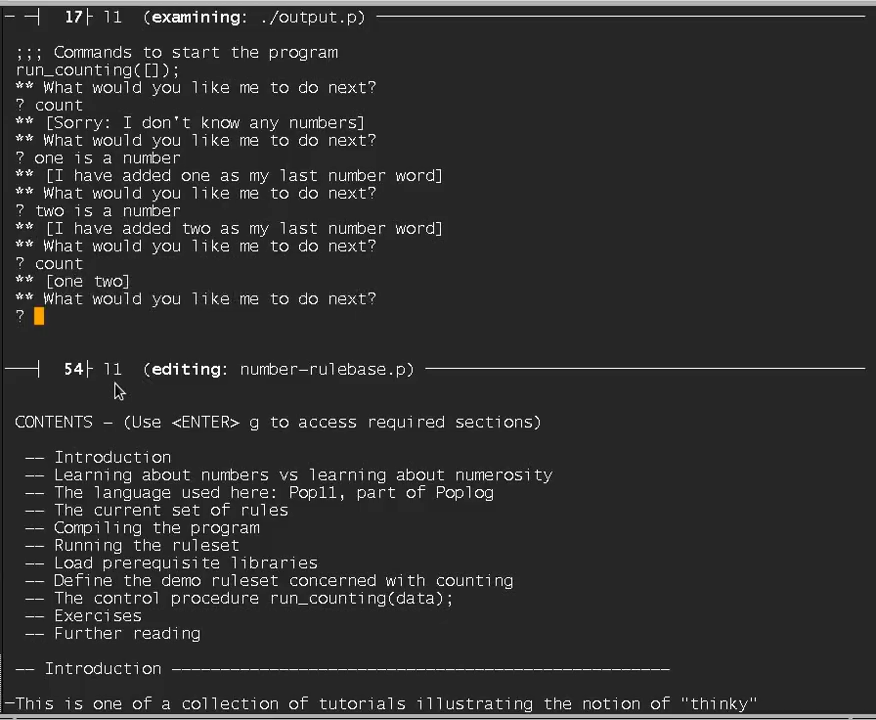 17 l1 (examining: ./output.p)
;;; Commands to start the program
run_counting([]);
** What would you like me to do next?
? count
** [Sorry: I don't know any numbers]
** What would you like me to do next?
? one is a number
** [I have added one as my last number word]
** What would you like me to do next?
? two is a number
** [I have added two as my last number word]
** What would you like me to do next?
? count
** [one two]
** What would you like me to do next?
?
54 l1 (editing: number-rulebase.p)
CONTENTS - (Use <ENTER> g to access required sections)
-- Introduction
-- Learning about numbers vs learning about numerosity
-- The language used here: Pop11, part of Poplog
-- The current set of rules
-- Compiling the program
-- Running the ruleset
-- Load prerequisite libraries
-- Define the demo ruleset concerned with counting
-- The control procedure run_counting(data);
-- Exercises
-- Further reading
-- Introduction ---------------------------------------------------
This is one of a collection of tutorials illustrating the notion of "thinky"